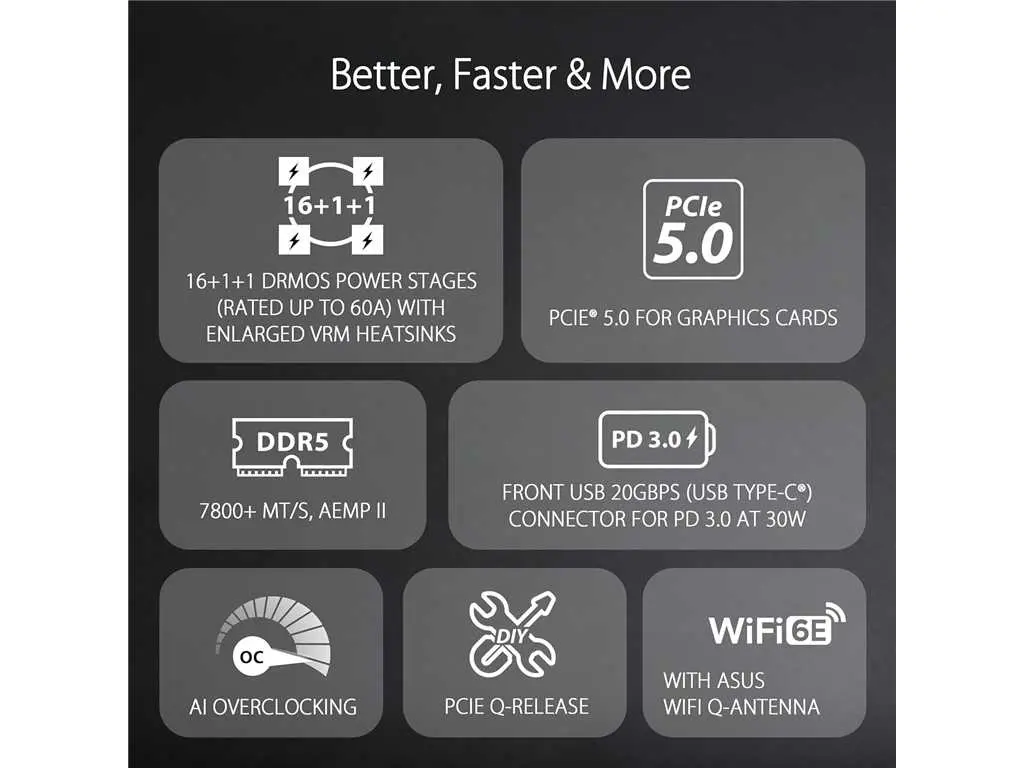 Better, Faster & More
16+1+1
16+1+1 DRMOS POWER STAGES
(RATED UP TO 60A) WITH
ENLARGED VRM HEATSINKS
PCIe
5.0
PCIE® 5.0 FOR GRAPHICS CARDS
DDR5
7800+ MT/S, AEMP II
PD 3.0
FRONT USB 20GBPS (USB TYPE-C®)
CONNECTOR FOR PD 3.0 AT 30W
OC
AI OVERCLOCKING
DIY
PCIE Q-RELEASE
WiFi 6E
WITH ASUS
WIFI Q-ANTENNA